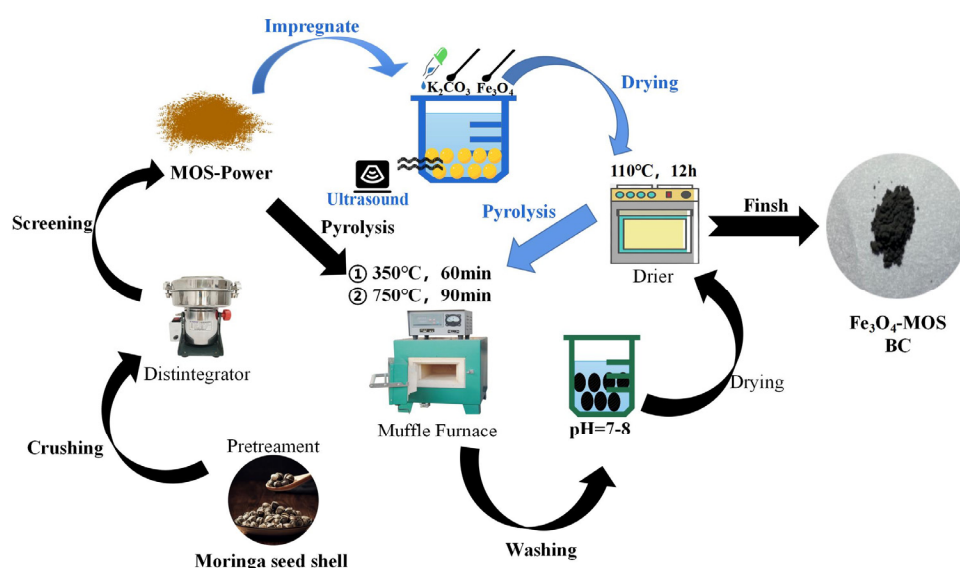 Impregnate
K₂CO₃ Fe₃O₄
Drying
MOS-Power
110℃, 12h
Ultrasound
Pyrolysis
Pyrolysis
Finsh
Screening
① 350℃, 60min
② 750℃, 90min
Drier
Fe₃O₄-MOS
BC
Distintegrator
Drying
Muffle Furnace
pH=7-8
Crushing
Pretreament
Washing
Moringa seed shell